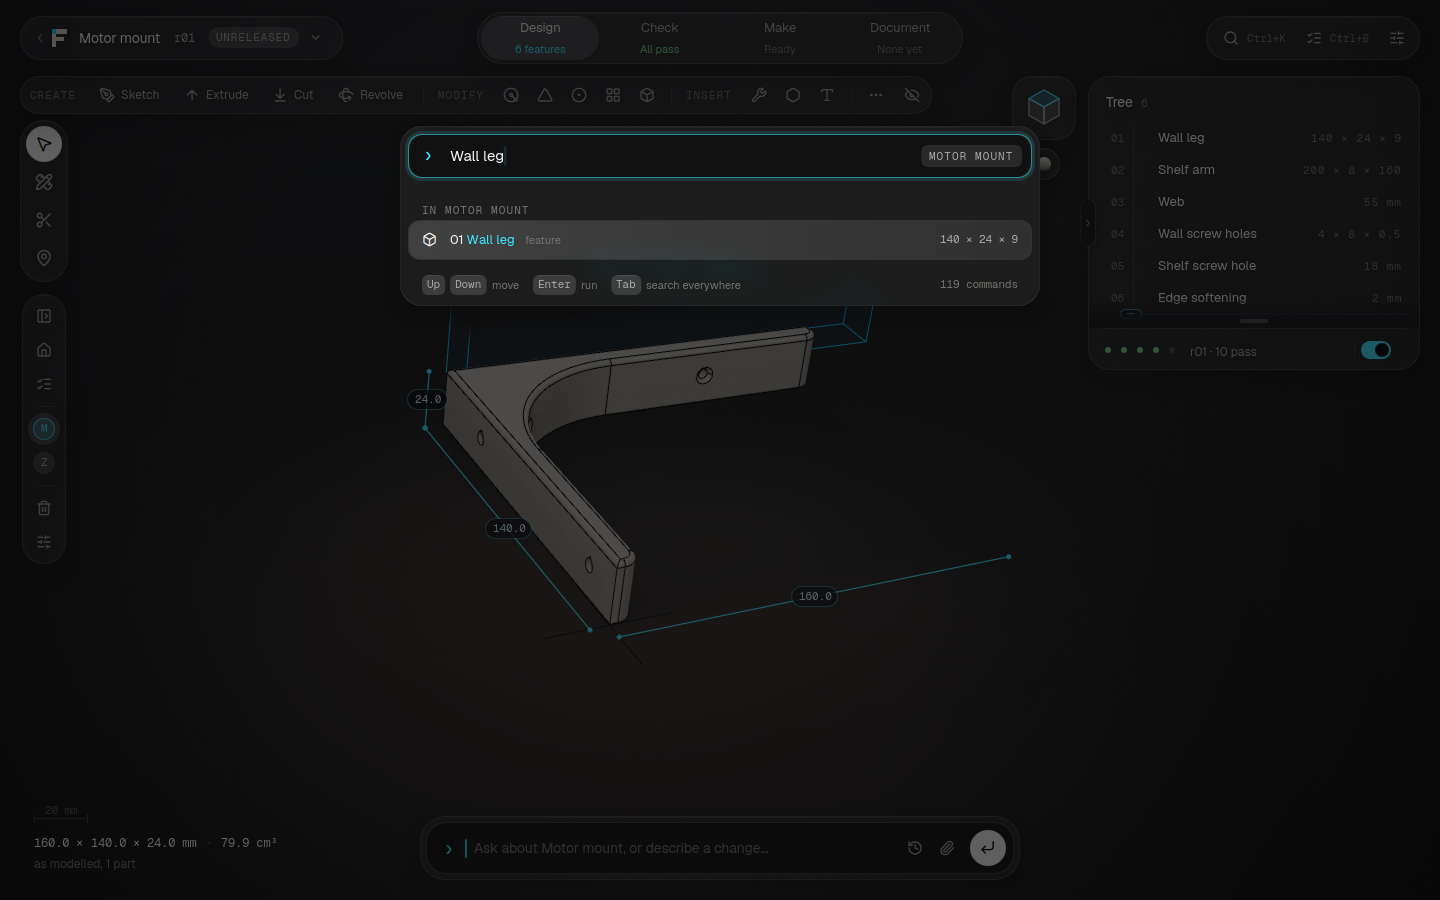 Motor mount r01 UNRELEASED
Design
6 features
Check
All pass
Make
Ready
Document
None yet
Ctrl+K
Ctrl+B
CREATE Sketch Extrude Cut Revolve MODIFY INSERT
Tree 6
01 Wall leg 140 × 24 × 9
02 Shelf arm 200 × 8 × 160
03 Web 55 mm
04 Wall screw holes 4 × 8 × 0.5
05 Shelf screw hole 18 mm
06 Edge softening 2 mm
r01 · 10 pass
Wall leg MOTOR MOUNT
IN MOTOR MOUNT
01 Wall leg feature 140 × 24 × 9
Up Down move Enter run Tab search everywhere 119 commands
M
Z
24.0
140.0
160.0
20 mm
160.0 × 140.0 × 24.0 mm · 79.9 cm³
as modelled, 1 part
Ask about Motor mount, or describe a change...